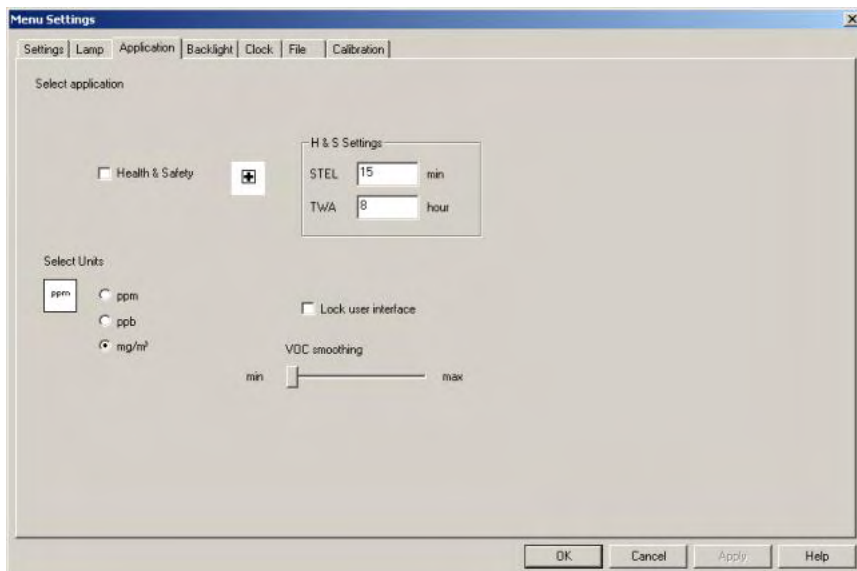 Menu Settings
Settings Lamp Application Backlight Clock File Calibration
Select application
H & S Settings
Health & Safety
STEL 15 min
TWA 8 hour
Select Units
ppm
ppm
ppb
mg/m³
Lock user interface
VOC smoothing
min max
OK Cancel Apply Help